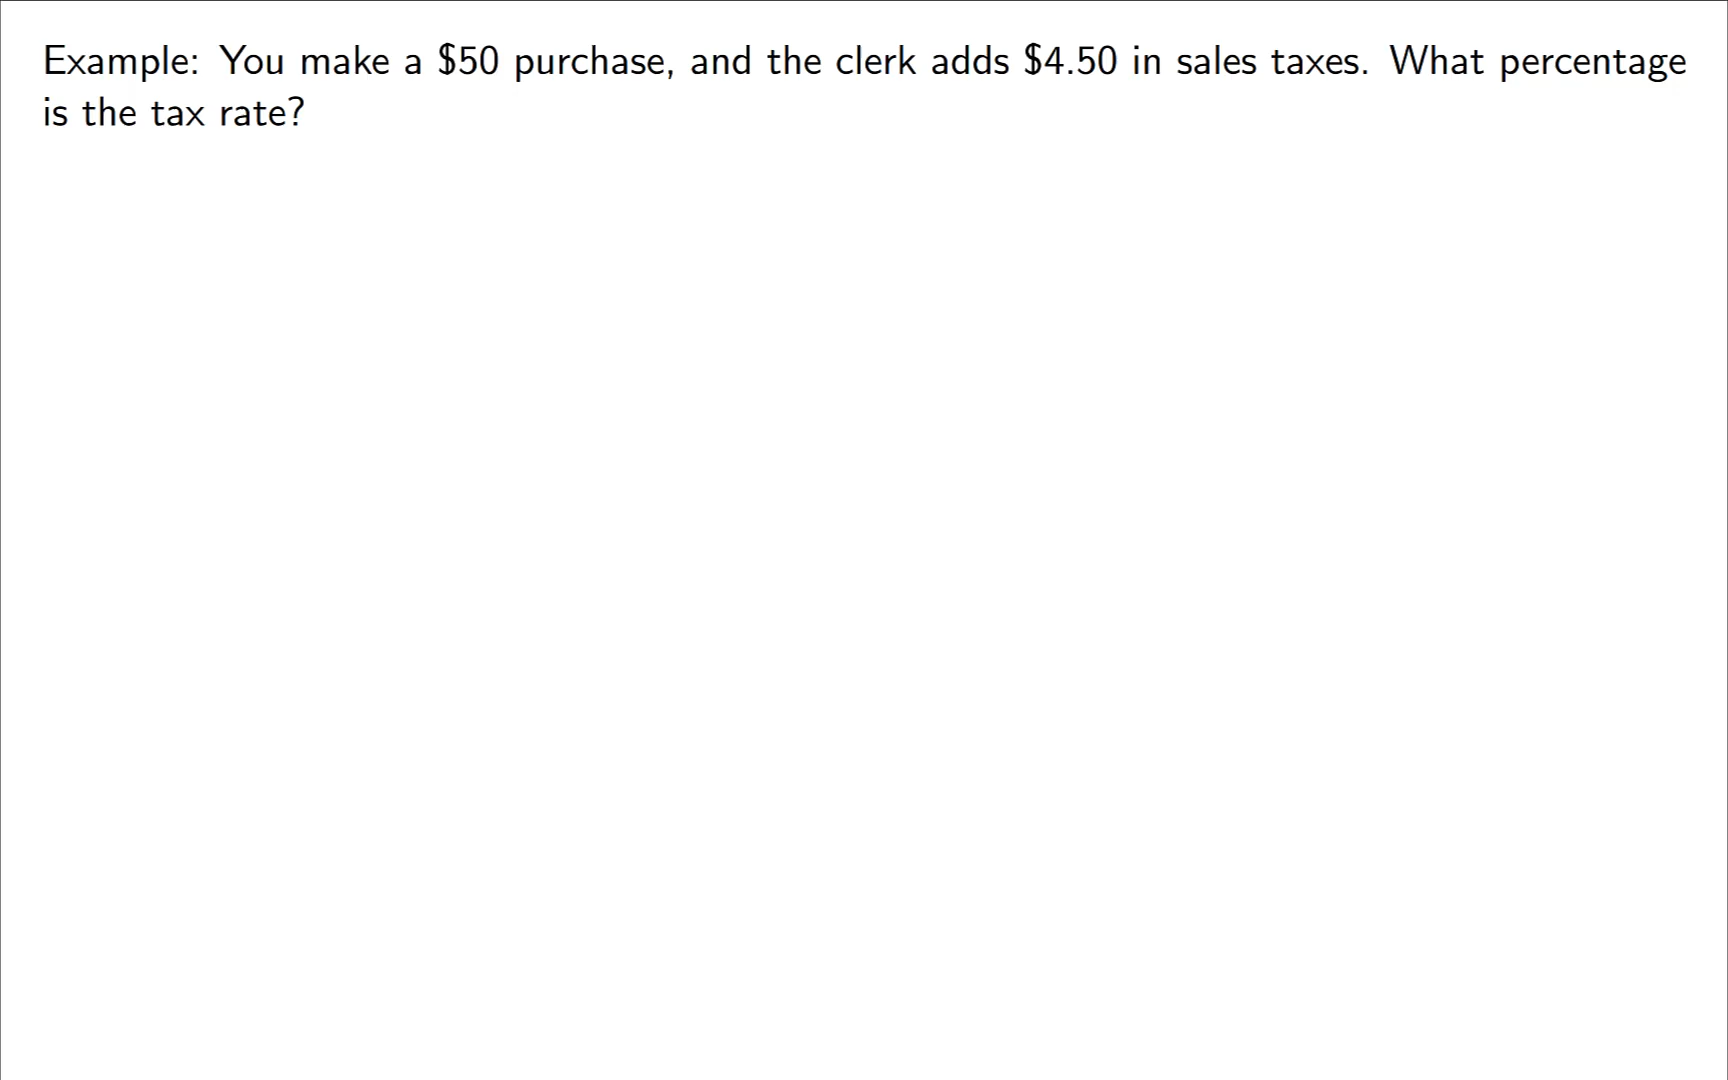 Example: You make a $50 purchase, and the clerk adds $4.50 in sales taxes. What percentage
is the tax rate?